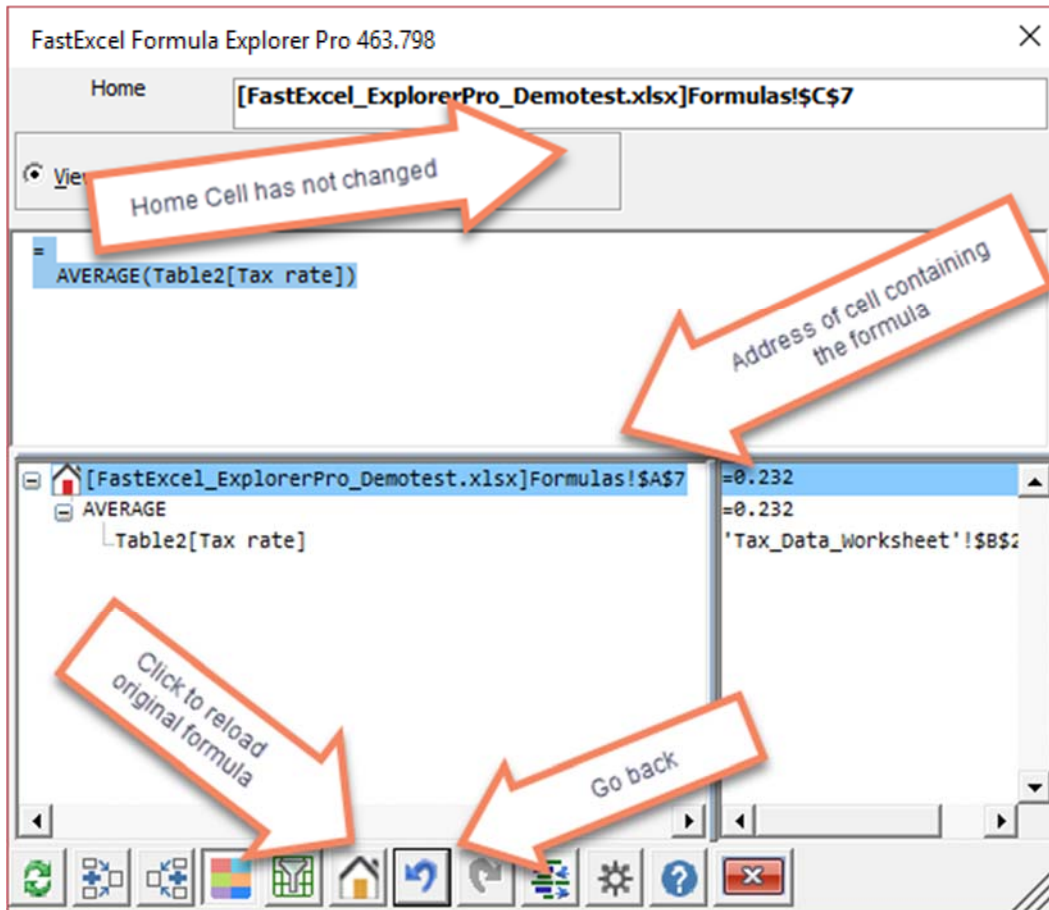 FastExcel Formula Explorer Pro 463.798
Home
[FastExcel_ExplorerPro_Demotest.xlsx]Formulas!$C$7
Home Cell has not changed
=
AVERAGE(Table2[Tax rate])
Address of cell containing
the formula
[FastExcel_ExplorerPro_Demotest.xlsx]Formulas!$A$7
=0.232
AVERAGE
=0.232
Table2[Tax rate]
'Tax_Data_Worksheet'!$B$2
Click to reload
original formula
Go back